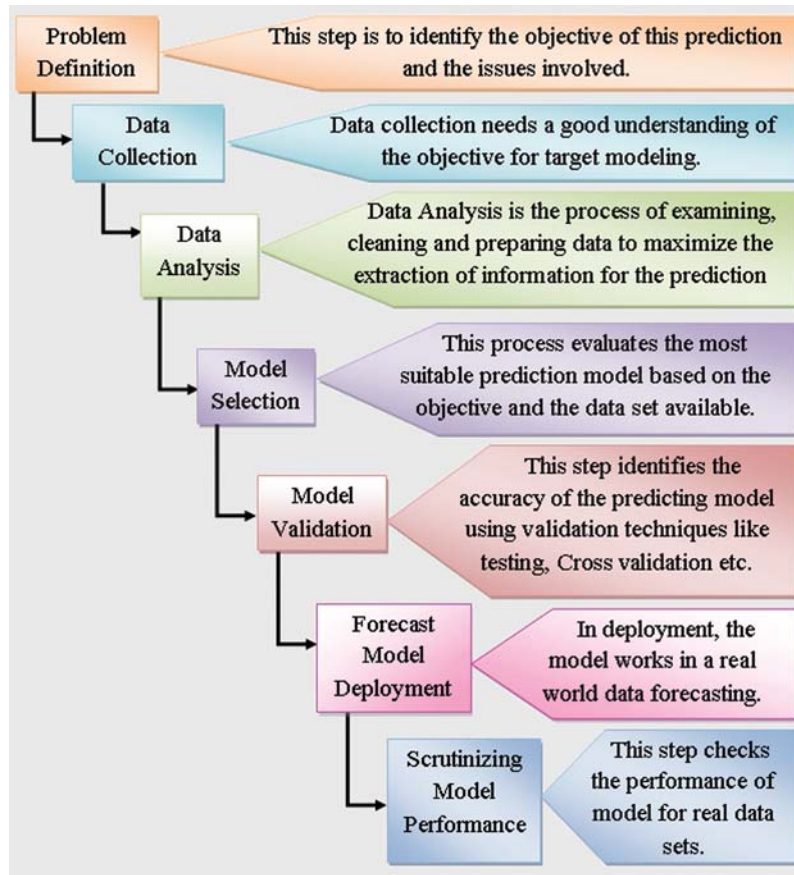 Problem
Definition
This step is to identify the objective of this prediction
and the issues involved.
Data
Collection
Data collection needs a good understanding of
the objective for target modeling.
Data
Analysis
Data Analysis is the process of examining,
cleaning and preparing data to maximize the
extraction of information for the prediction
Model
Selection
This process evaluates the most
suitable prediction model based on the
objective and the data set available.
Model
Validation
This step identifies the
accuracy of the predicting model
using validation techniques like
testing, Cross validation etc.
Forecast
Model
Deployment
In deployment, the
model works in a real
world data forecasting.
Scrutinizing
Model
Performance
This step checks
the performance of
model for real data
sets.